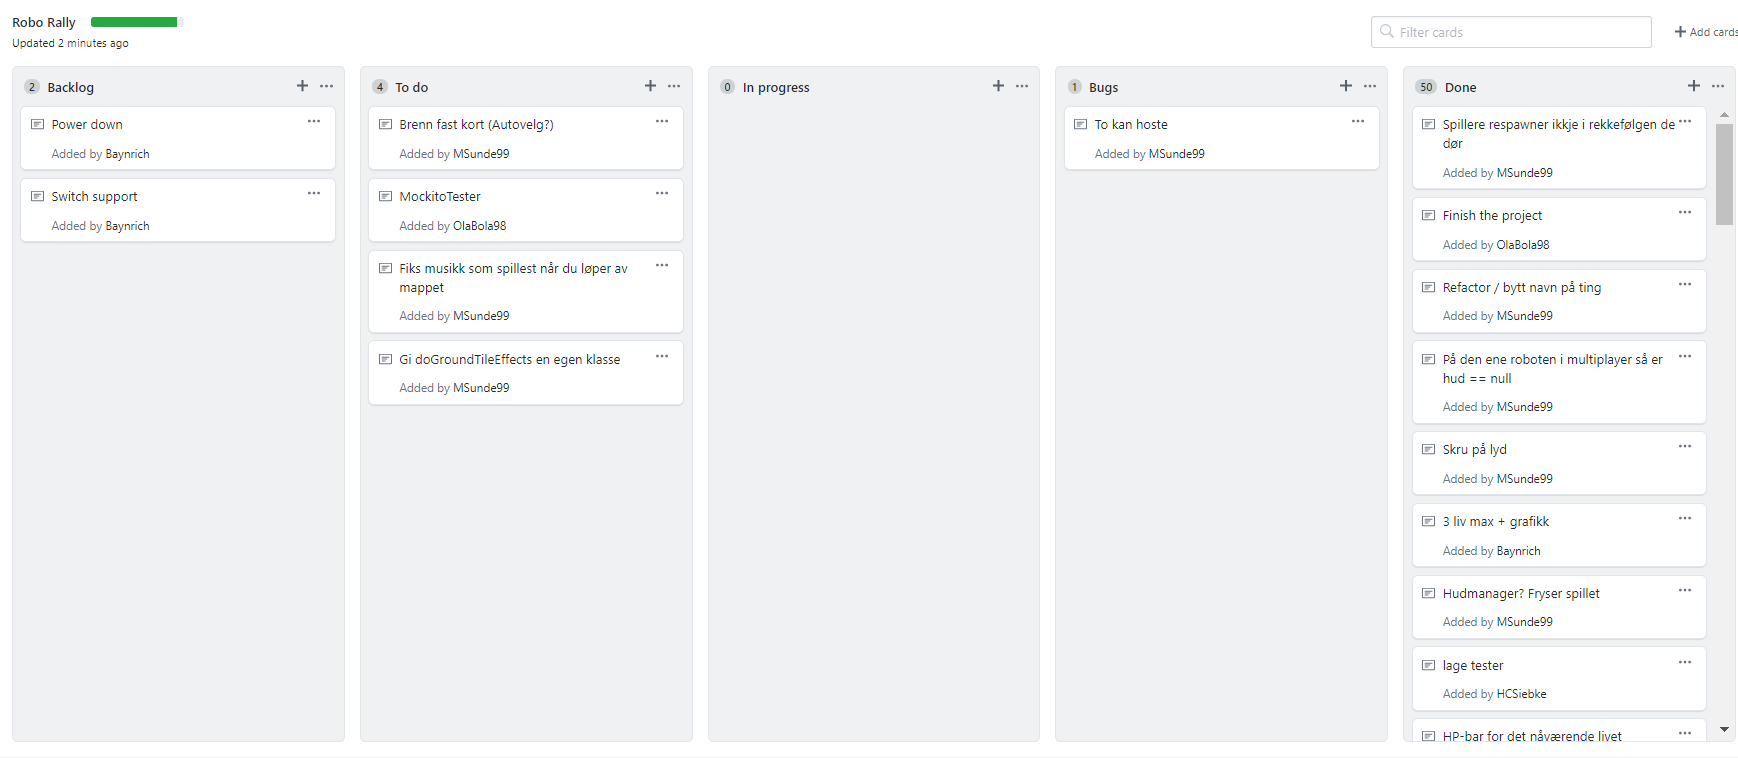 Robo Rally
Updated 2 minutes ago
Filter cards
Add cards
2 Backlog
Power down
Added by Baynrich
Switch support
Added by Baynrich
4 To do
Brenn fast kort (Autovelg?)
Added by MSunde99
MockitoTester
Added by OlaBola98
Fiks musikk som spillest når du løper av
mappet
Added by MSunde99
Gi doGroundTileEffects en egen klasse
Added by MSunde99
0 In progress
1 Bugs
To kan hoste
Added by MSunde99
50 Done
Spillere respawner ikkje i rekkefølgen de
dør
Added by MSunde99
Finish the project
Added by OlaBola98
Refactor / bytt navn på ting
Added by MSunde99
På den ene roboten i multiplayer så er
hud == null
Added by MSunde99
Skru på lyd
Added by MSunde99
3 liv max + grafikk
Added by Baynrich
Hudmanager? Fryser spillet
Added by MSunde99
lage tester
Added by HCSiebke
HP-bar for det nåværende livet